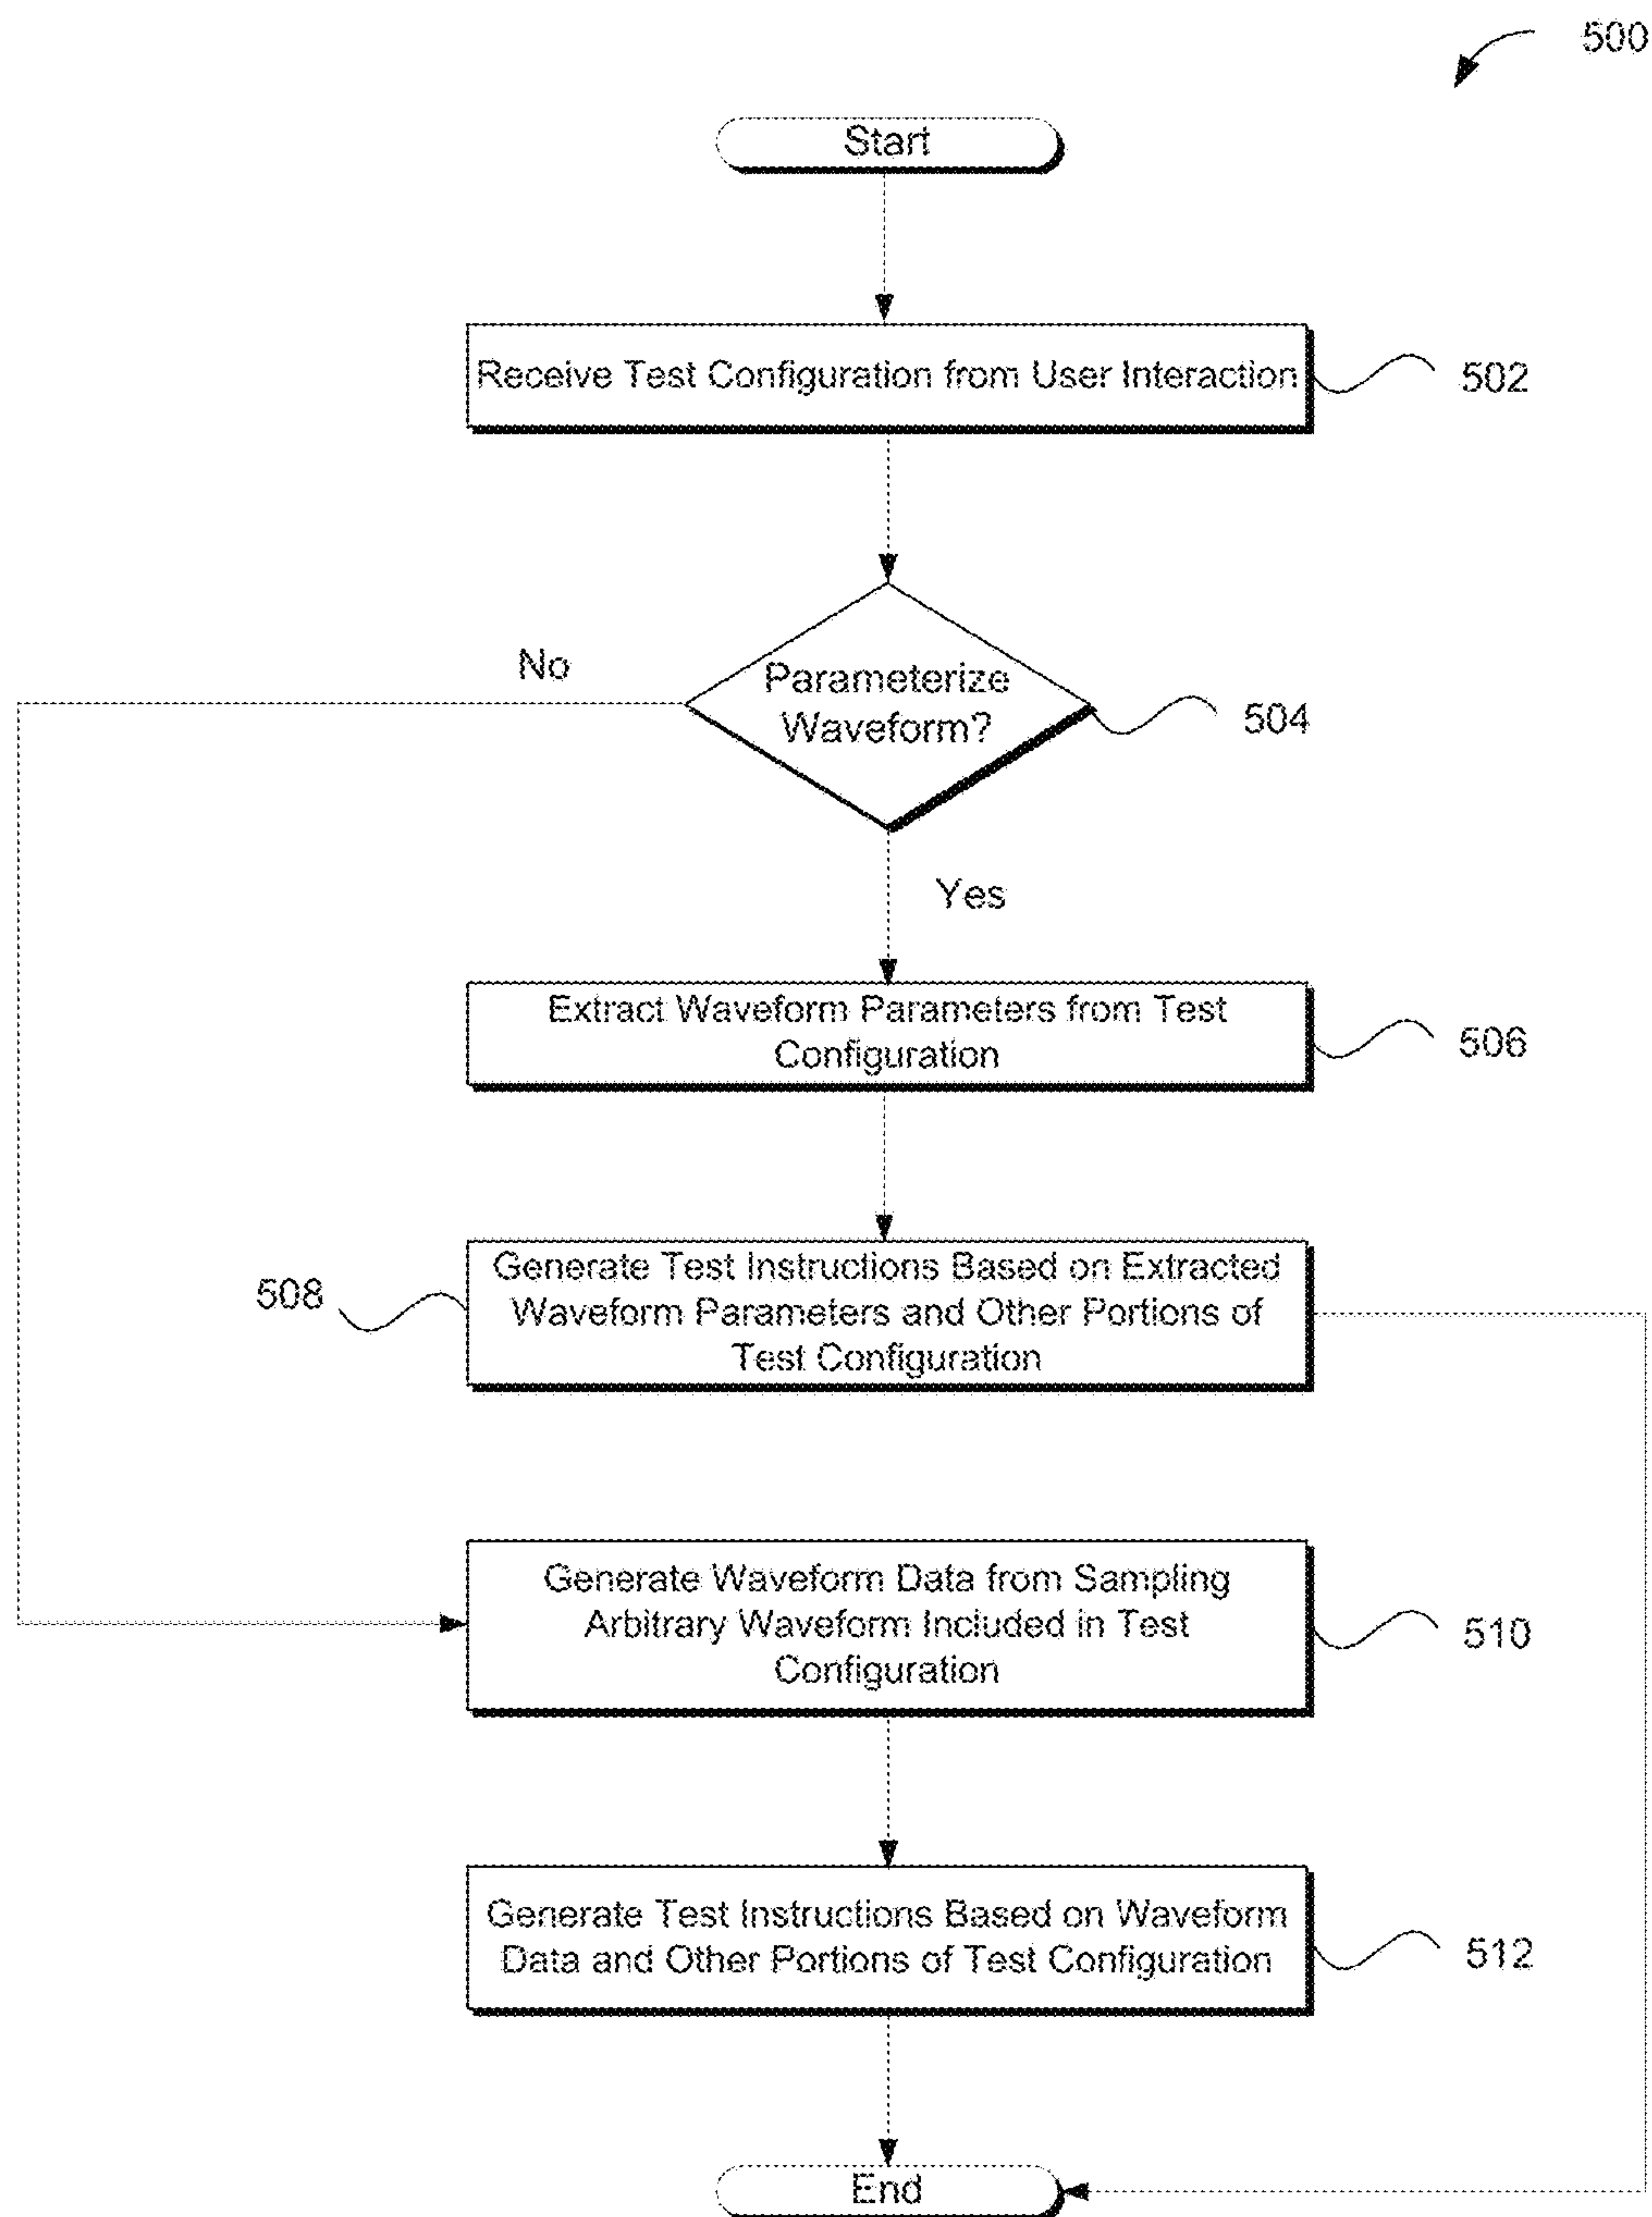 500
Start
Receive Test Configuration from User Interaction
502
No
Parameterize
Waveform?
504
Yes
Extract Waveform Parameters from Test
Configuration
506
508
Generate Test Instructions Based on Extracted
Waveform Parameters and Other Portions of
Test Configuration
Generate Waveform Data from Sampling
Arbitrary Waveform Included in Test
Configuration
510
Generate Test Instructions Based on Waveform
Data and Other Portions of Test Configuration
512
End